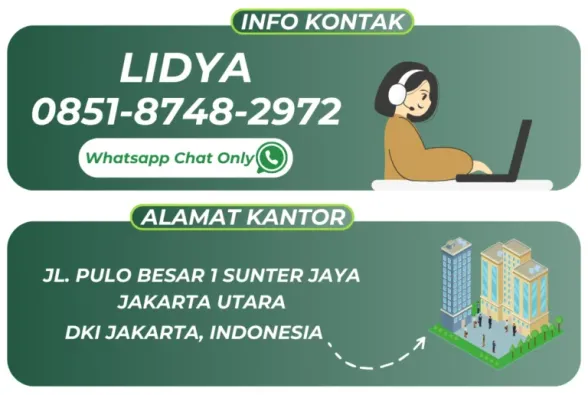 INFO KONTAK
LIDYA
0851-8748-2972
Whatsapp Chat Only
ALAMAT KANTOR
JL. PULO BESAR 1 SUNTER JAYA
JAKARTA UTARA
DKI JAKARTA, INDONESIA